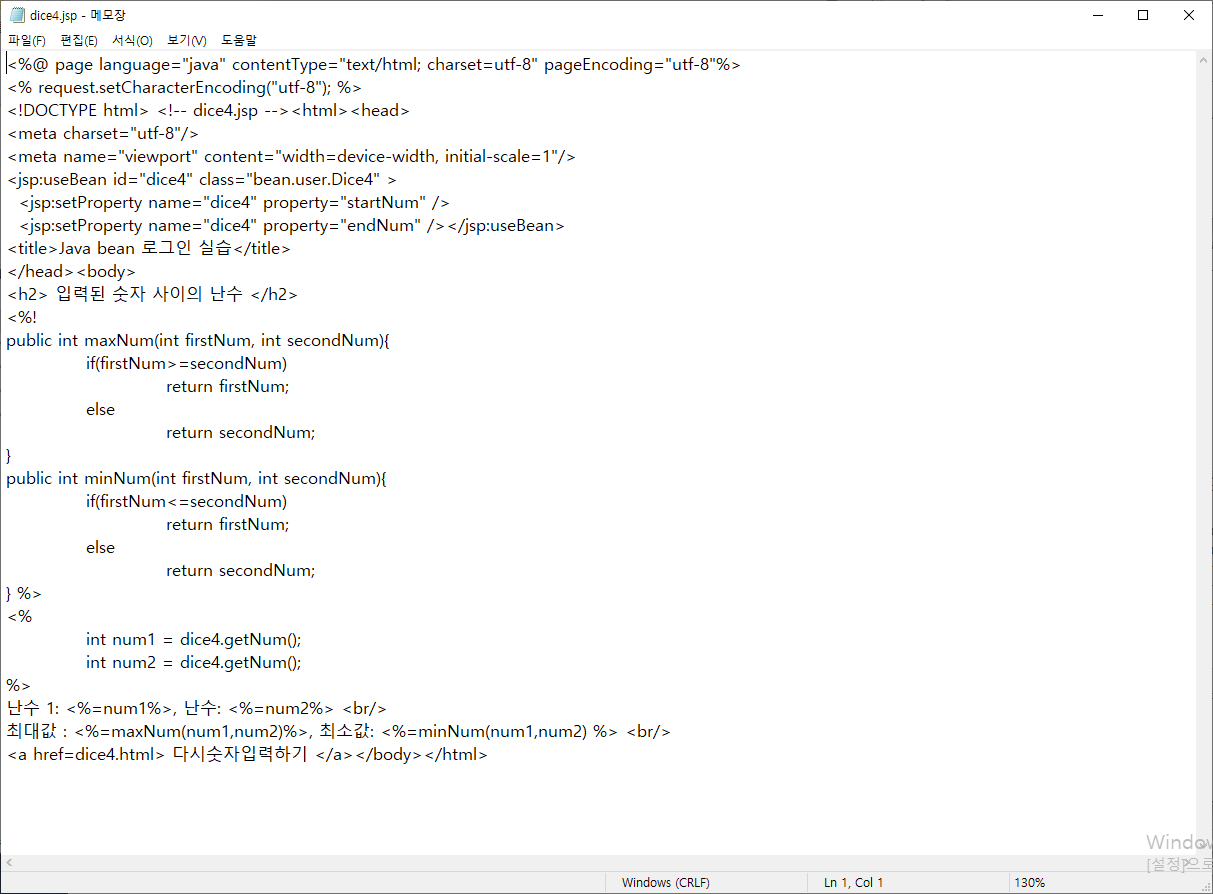 dice4.jsp - 메모장
파일(F) 편집(E) 서식(O) 보기(V) 도움말
<%@ page language="java" contentType="text/html; charset=utf-8" pageEncoding="utf-8"%>
<% request.setCharacterEncoding("utf-8"); %>
<!DOCTYPE html> <!-- dice4.jsp --><html><head>
<meta charset="utf-8"/>
<meta name="viewport" content="width=device-width, initial-scale=1"/>
<jsp:useBean id="dice4" class="bean.user.Dice4" >
  <jsp:setProperty name="dice4" property="startNum" />
  <jsp:setProperty name="dice4" property="endNum" /></jsp:useBean>
<title>Java bean 로그인 실습</title>
</head><body>
<h2> 입력된 숫자 사이의 난수 </h2>
<%!
public int maxNum(int firstNum, int secondNum){
	if(firstNum>=secondNum)
		return firstNum;
	else
		return secondNum;
}
public int minNum(int firstNum, int secondNum){
	if(firstNum<=secondNum)
		return firstNum;
	else
		return secondNum;
} %>
<%
	int num1 = dice4.getNum();
	int num2 = dice4.getNum();
%>
난수 1: <%=num1%>, 난수: <%=num2%> <br/>
최대값 : <%=maxNum(num1,num2)%>, 최소값: <%=minNum(num1,num2) %> <br/>
<a href=dice4.html> 다시숫자입력하기 </a></body></html>
[설정]으로
Windows (CRLF) Ln 1, Col 1 130%